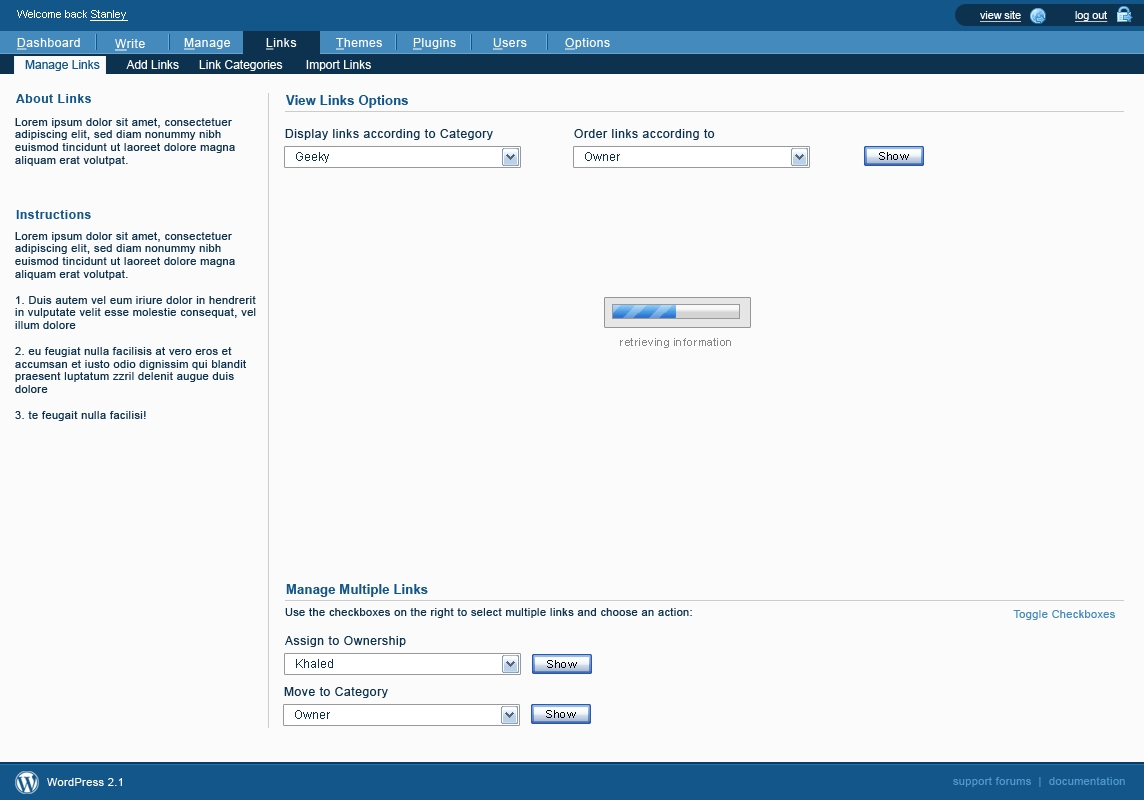 Welcome back Stanley
view site
log out
Dashboard
Write
Manage
Links
Themes
Plugins
Users
Options
Manage Links
Add Links
Link Categories
Import Links
About Links
Lorem ipsum dolor sit amet, consectetuer
adipiscing elit, sed diam nonummy nibh
euismod tincidunt ut laoreet dolore magna
aliquam erat volutpat.
Instructions
Lorem ipsum dolor sit amet, consectetuer
adipiscing elit, sed diam nonummy nibh
euismod tincidunt ut laoreet dolore magna
aliquam erat volutpat.
1. Duis autem vel eum iriure dolor in hendrerit
in vulputate velit esse molestie consequat, vel
illum dolore
2. eu feugiat nulla facilisis at vero eros et
accumsan et iusto odio dignissim qui blandit
praesent luptatum zzril delenit augue duis
dolore
3. te feugait nulla facilisi!
View Links Options
Display links according to Category
Order links according to
Geeky
Owner
Show
retrieving information
Manage Multiple Links
Use the checkboxes on the right to select multiple links and choose an action:
Toggle Checkboxes
Assign to Ownership
Khaled
Show
Move to Category
Owner
Show
WordPress 2.1
support forums | documentation